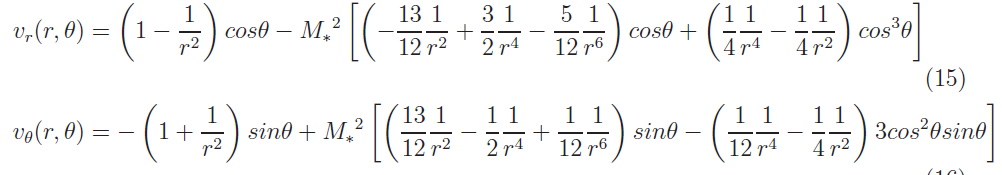 v_r(r, θ) = (1 − 1/r²) cosθ − M_*² [(−13/12 1/r² + 3/2 1/r⁴ − 5/12 1/r⁶) cosθ + (1/4 1/r⁴ − 1/4 1/r²) cos³θ]
(15)
v_θ(r, θ) = − (1 + 1/r²) sinθ + M_*² [(13/12 1/r² − 1/2 1/r⁴ + 1/12 1/r⁶) sinθ − (1/12 1/r⁴ − 1/4 1/r²) 3cos²θsinθ]